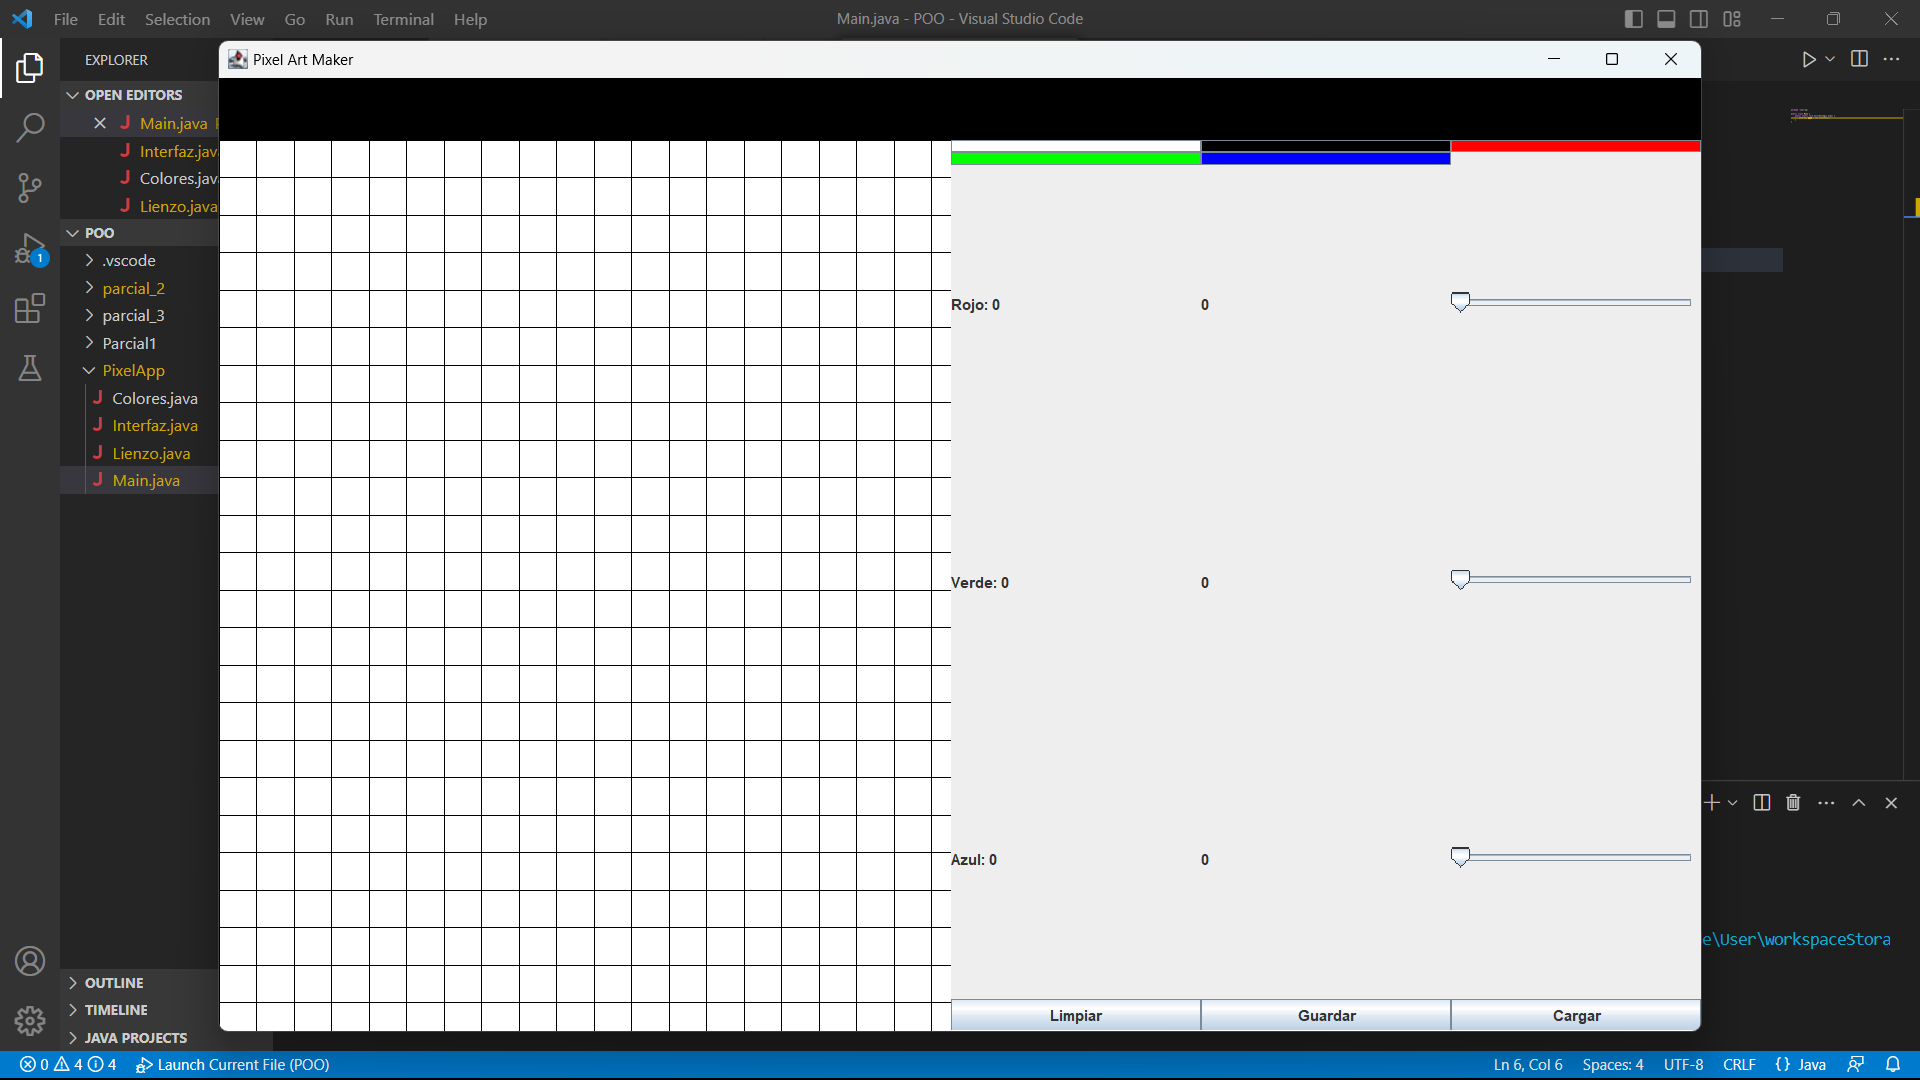 File Edit Selection View Go Run Terminal Help
Main.java - POO - Visual Studio Code
EXPLORER
Pixel Art Maker
OPEN EDITORS
Main.java
Interfaz.java
Colores.java
Lienzo.java
POO
1
.vscode
parcial_2
parcial_3
Parcial1
PixelApp
Colores.java
Interfaz.java
Lienzo.java
Main.java
Rojo: 0 0
Verde: 0 0
Azul: 0 0
Limpiar Guardar Cargar
e\User\workspaceStora
OUTLINE
TIMELINE
JAVA PROJECTS
0 4 4 Launch Current File (POO)
Ln 6, Col 6 Spaces: 4 UTF-8 CRLF {} Java